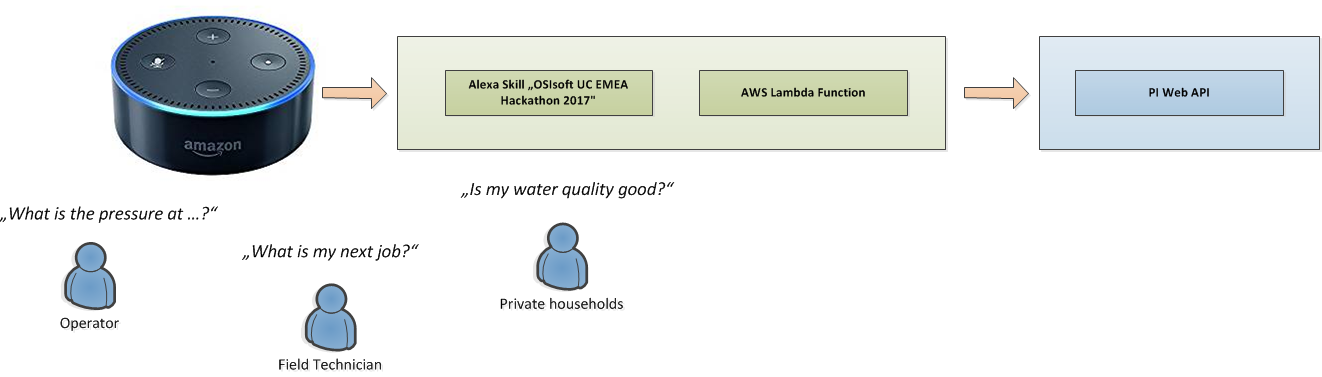 amazon
Alexa Skill „OSIsoft UC EMEA
Hackathon 2017"
AWS Lambda Function
PI Web API
„Is my water quality good?“
„What is the pressure at …?“
„What is my next job?“
Private households
Operator
Field Technician